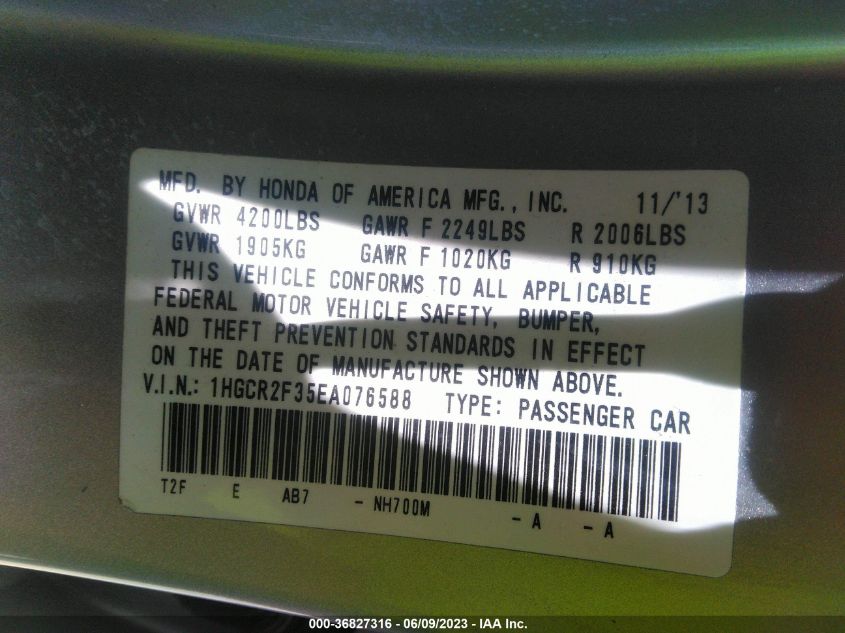 MFD. BY HONDA OF AMERICA MFG., INC. 11/'13
GVWR 4200LBS GAWR F 2249LBS R 2006LBS
GVWR 1905KG GAWR F 1020KG R 910KG
THIS VEHICLE CONFORMS TO ALL APPLICABLE
FEDERAL MOTOR VEHICLE SAFETY, BUMPER,
AND THEFT PREVENTION STANDARDS IN EFFECT
ON THE DATE OF MANUFACTURE SHOWN ABOVE.
V.I.N.: 1HGCR2F35EA076588 TYPE: PASSENGER CAR
T2F E AB7 - NH700M - A - A
000-36827316 - 06/09/2023 - IAA Inc.